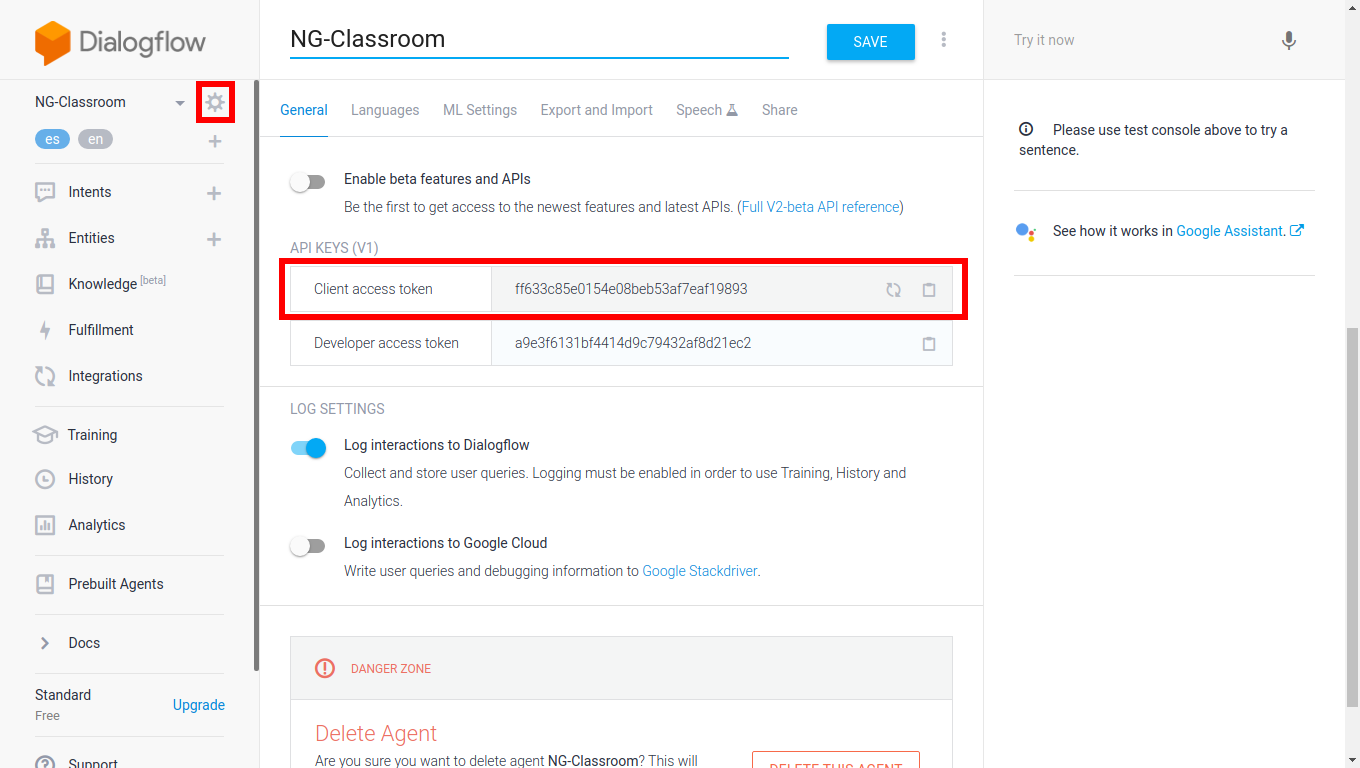 Dialogflow
NG-Classroom
es en
Intents
Entities
Knowledge [beta]
Fulfillment
Integrations
Training
History
Analytics
Prebuilt Agents
Docs
Standard
Free
Upgrade
Support
NG-Classroom
SAVE
General Languages ML Settings Export and Import Speech Share
Enable beta features and APIs
Be the first to get access to the newest features and latest APIs. (Full V2-beta API reference)
API KEYS (V1)
Client access token ff633c85e0154e08beb53af7eaf19893
Developer access token a9e3f6131bf4414d9c79432af8d21ec2
LOG SETTINGS
Log interactions to Dialogflow
Collect and store user queries. Logging must be enabled in order to use Training, History and
Analytics.
Log interactions to Google Cloud
Write user queries and debugging information to Google Stackdriver.
DANGER ZONE
Delete Agent
Are you sure you want to delete agent NG-Classroom? This will
DELETE THIS AGENT
Try it now
Please use test console above to try a
sentence.
See how it works in Google Assistant.